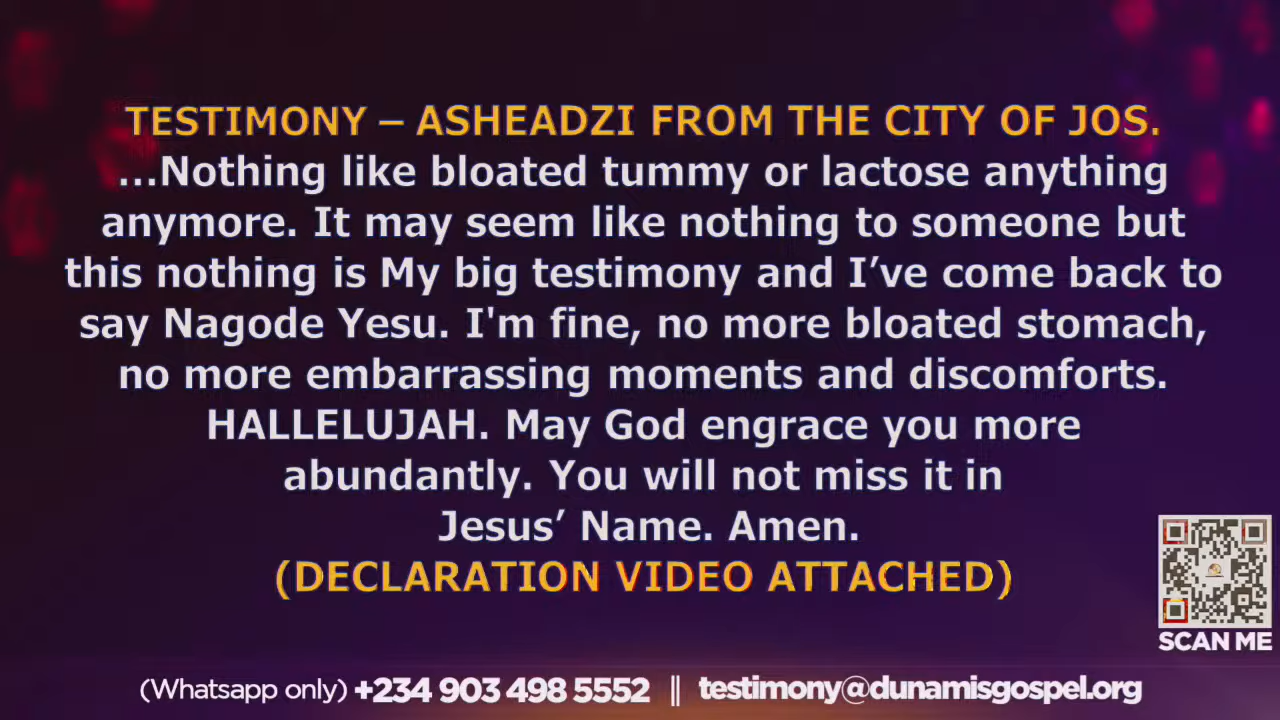 TESTIMONY – ASHEADZI FROM THE CITY OF JOS.
...Nothing like bloated tummy or lactose anything
anymore. It may seem like nothing to someone but
this nothing is My big testimony and I’ve come back to
say Nagode Yesu. I'm fine, no more bloated stomach,
no more embarrassing moments and discomforts.
HALLELUJAH. May God engrace you more
abundantly. You will not miss it in
Jesus’ Name. Amen.
(DECLARATION VIDEO ATTACHED)
SCAN ME
(Whatsapp only) +234 903 498 5552 || testimony@dunamisgospel.org